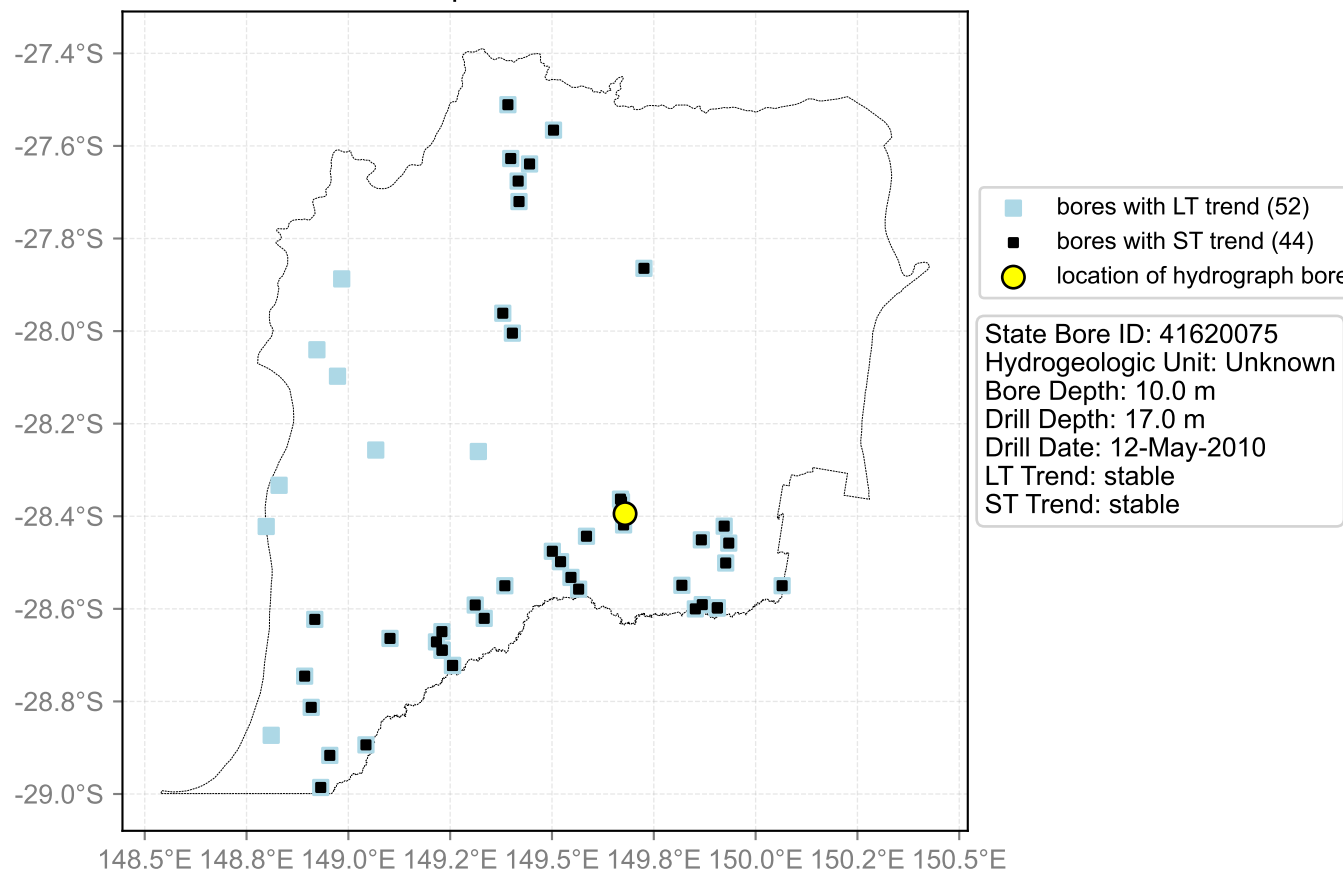 -27.4°S
-27.6°S
-27.8°S
-28.0°S
-28.2°S
-28.4°S
-28.6°S
-28.8°S
-29.0°S
148.5°E 148.8°E 149.0°E 149.2°E 149.5°E 149.8°E 150.0°E 150.2°E 150.5°E
bores with LT trend (52)
bores with ST trend (44)
location of hydrograph bore
State Bore ID: 41620075
Hydrogeologic Unit: Unknown
Bore Depth: 10.0 m
Drill Depth: 17.0 m
Drill Date: 12-May-2010
LT Trend: stable
ST Trend: stable